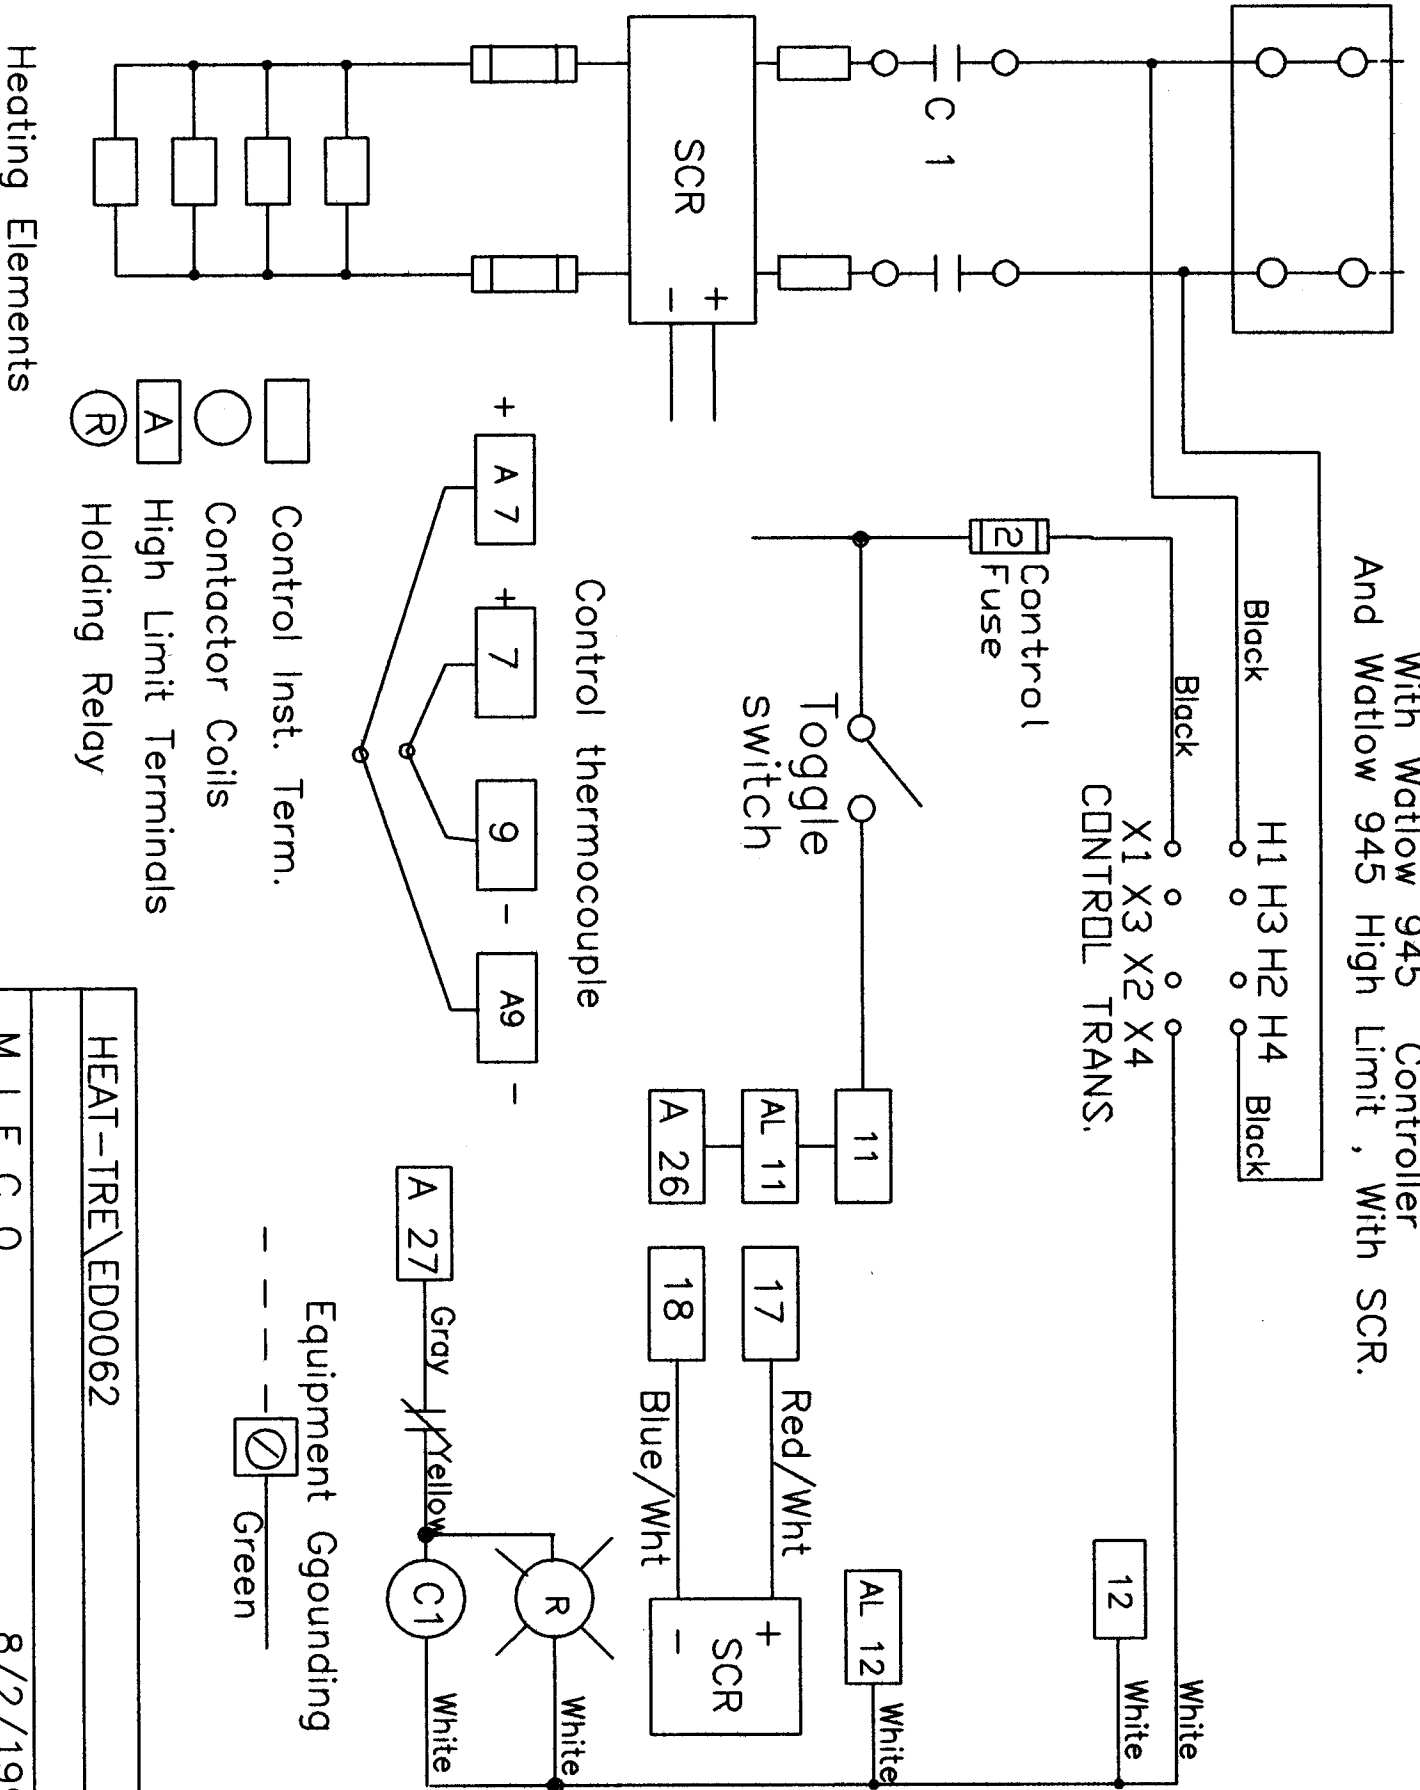 With Watlow 945 Controller
And Watlow 945 High Limit , With SCR.
Black
H1 H3 H2 H4
Black
Black
X1 X3 X2 X4
CONTROL TRANS.
White
12
White
C 1
2
Control
Fuse
Toggle
switch
11
AL 11
A 26
AL 12
White
SCR
+
-
17
Red/Wht
18
Blue/Wht
+
-
SCR
R
White
Control thermocouple
+
A 7
+
7
9
-
A9
-
A 27
Gray
Yellow
C1
White
Control Inst. Term.
Contactor Coils
A
High Limit Terminals
R
Holding Relay
Equipment Ggounding
Green
Heating Elements
HEAT-TRE\ED0062